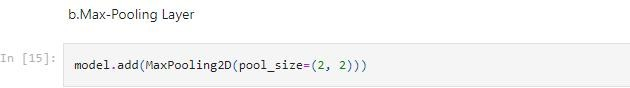 b.Max-Pooling Layer
In [15]:
model.add(MaxPooling2D(pool_size=(2, 2)))